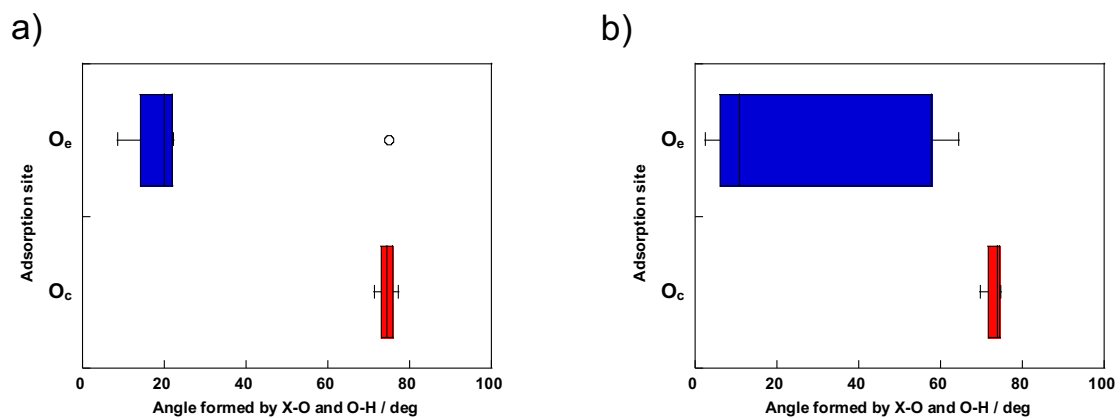 a)
Adsorption site
Oe
Oc
0 20 40 60 80 100
Angle formed by X-O and O-H / deg
b)
Adsorption site
Oe
Oc
0 20 40 60 80 100
Angle formed by X-O and O-H / deg